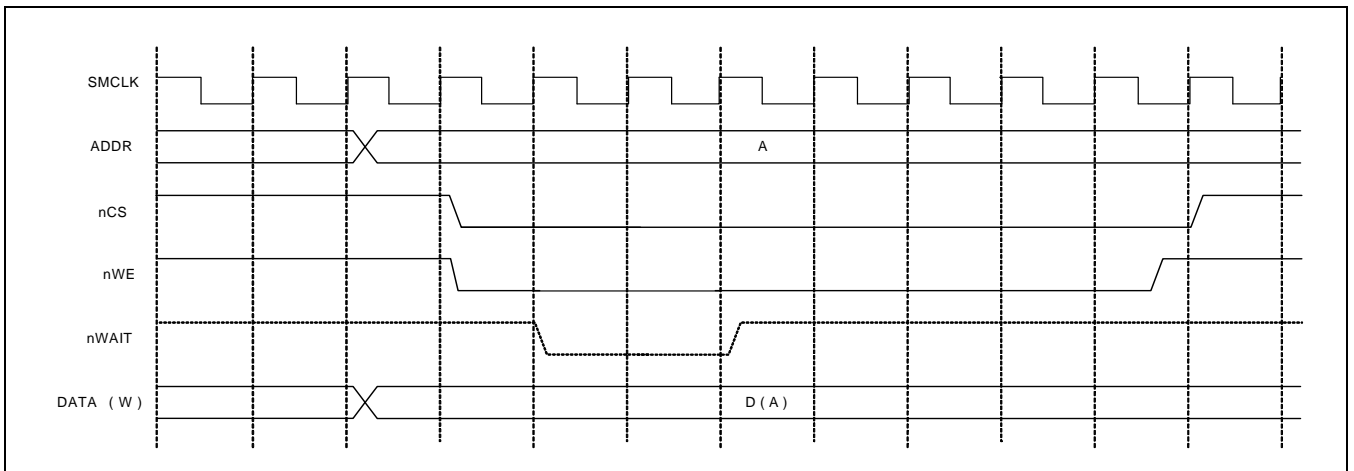 SMCLK
ADDR
A
nCS
nWE
nWAIT
DATA (W)
D(A)